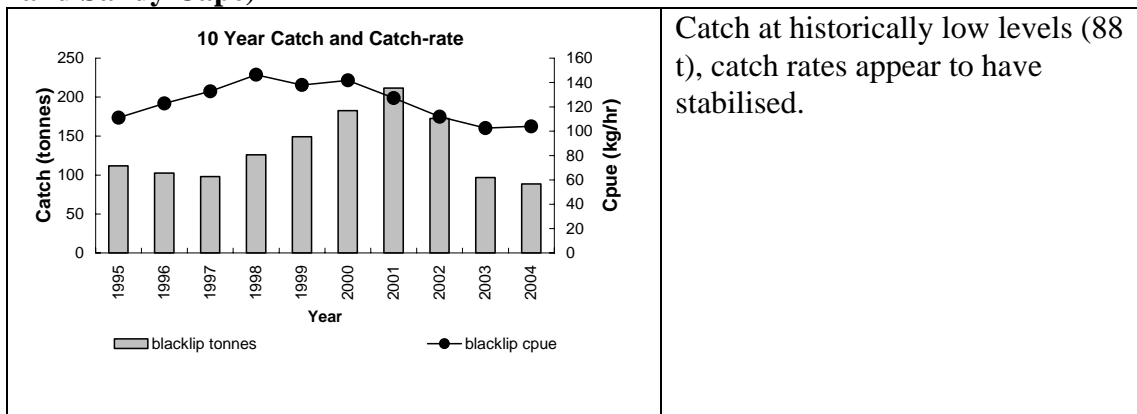 10 Year Catch and Catch-rate
250
200
150
100
50
0
Catch (tonnes)
160
140
120
100
80
60
40
20
0
Cpue (kg/hr)
1995
1996
1997
1998
1999
2000
2001
2002
2003
2004
Year
blacklip tonnes
blacklip cpue
Catch at historically low levels (88
t), catch rates appear to have
stabilised.